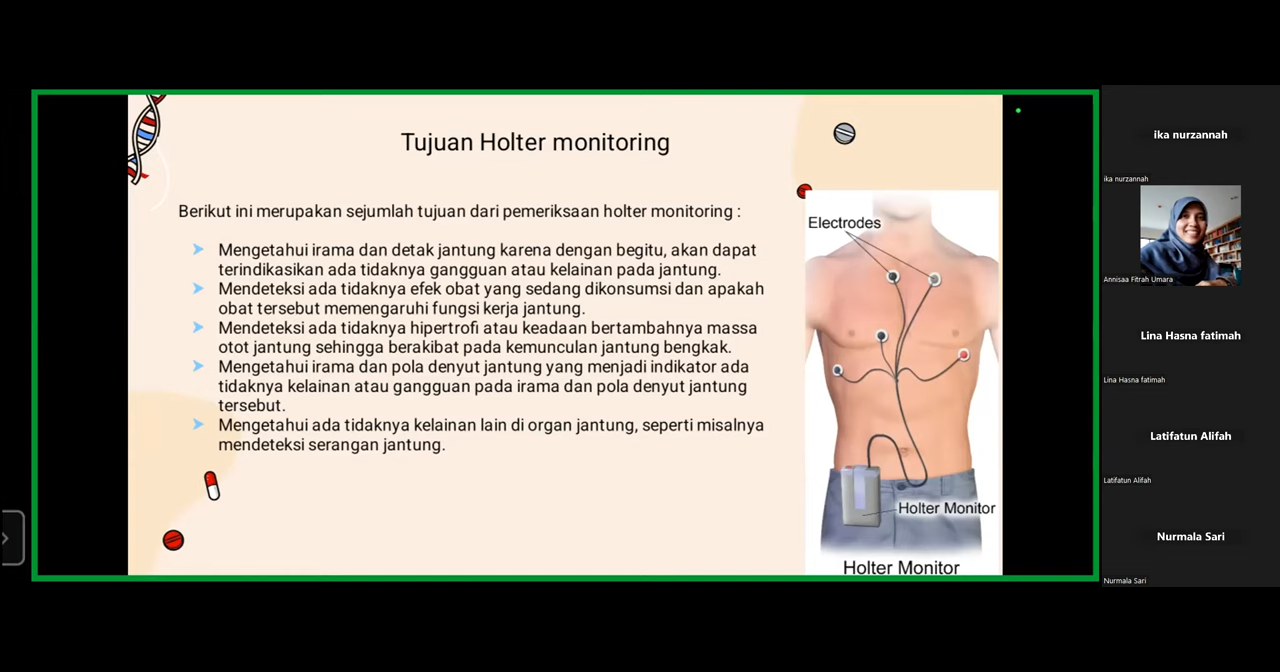 Tujuan Holter monitoring
Berikut ini merupakan sejumlah tujuan dari pemeriksaan holter monitoring :
Mengetahui irama dan detak jantung karena dengan begitu, akan dapat
terindikasikan ada tidaknya gangguan atau kelainan pada jantung.
Mendeteksi ada tidaknya efek obat yang sedang dikonsumsi dan apakah
obat tersebut memengaruhi fungsi kerja jantung.
Mendeteksi ada tidaknya hipertrofi atau keadaan bertambahnya massa
otot jantung sehingga berakibat pada kemunculan jantung bengkak.
Mengetahui irama dan pola denyut jantung yang menjadi indikator ada
tidaknya kelainan atau gangguan pada irama dan pola denyut jantung
tersebut.
Mengetahui ada tidaknya kelainan lain di organ jantung, seperti misalnya
mendeteksi serangan jantung.
Electrodes
Holter Monitor
Holter Monitor
ika nurzannah
ika nurzannah
Annisaa Fitrah Umara
Lina Hasna fatimah
Lina Hasna fatimah
Latifatun Alifah
Latifatun Alifah
Nurmala Sari
Nurmala Sari